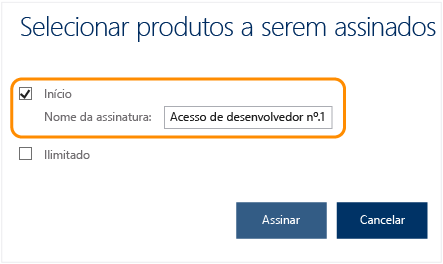 Selecionar produtos a serem assinados
Início
Nome da assinatura: Acesso de desenvolvedor nº.1
Ilimitado
Assinar Cancelar